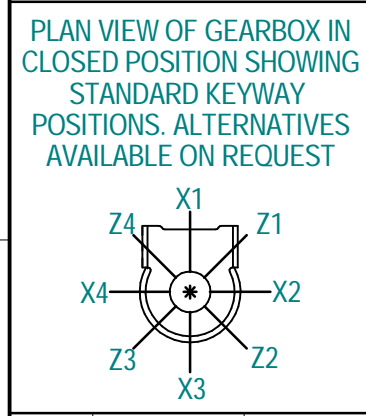 PLAN VIEW OF GEARBOX IN
CLOSED POSITION SHOWING
STANDARD KEYWAY
POSITIONS. ALTERNATIVES
AVAILABLE ON REQUEST
X1
Z4 Z1
X4 X2
Z3 Z2
X3